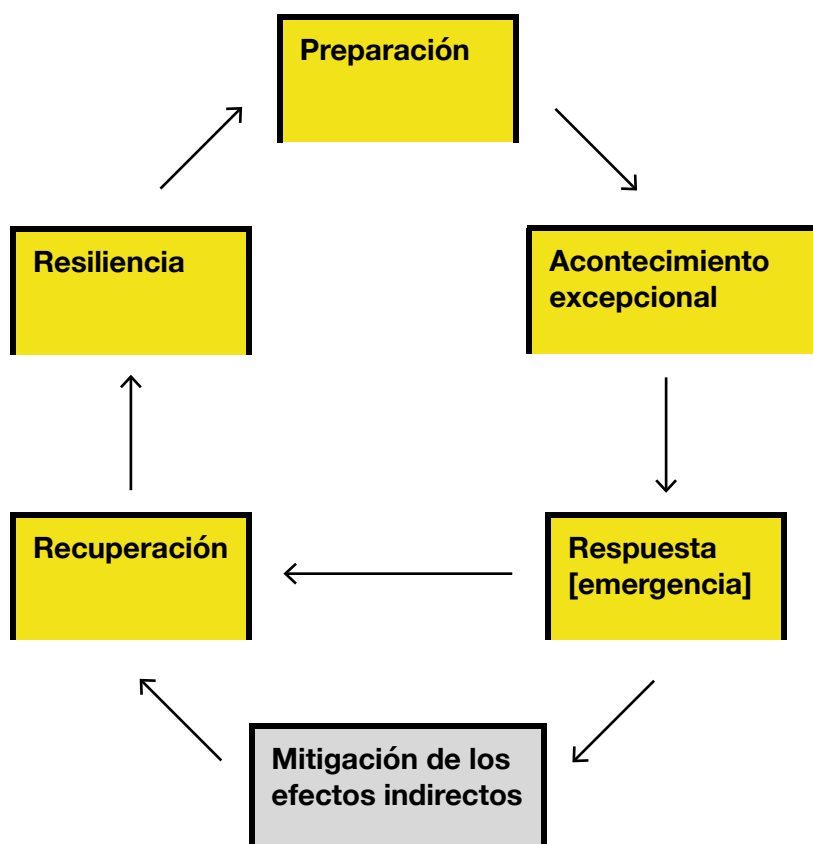 Preparación
Resiliencia
Acontecimiento
excepcional
Recuperación
Respuesta
[emergencia]
Mitigación de los
efectos indirectos